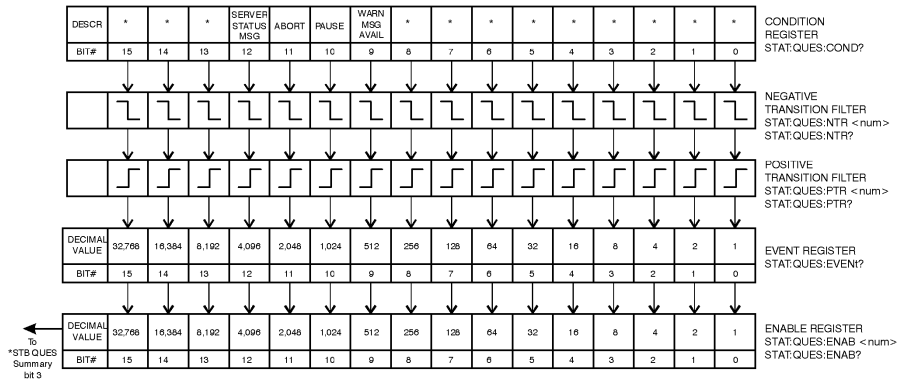 DESCR * * * SERVER STATUS MSG ABORT PAUSE WARN MSG AVAIL * * * * * * * * *
BIT# 15 14 13 12 11 10 9 8 7 6 5 4 3 2 1 0
CONDITION
REGISTER
STAT:QUES:COND?
NEGATIVE
TRANSITION FILTER
STAT:QUES:NTR <num>
STAT:QUES:NTR?
POSITIVE
TRANSITION FILTER
STAT:QUES:PTR <num>
STAT:QUES:PTR?
DECIMAL VALUE 32,768 16,384 8,192 4,096 2,048 1,024 512 256 128 64 32 16 8 4 2 1
BIT# 15 14 13 12 11 10 9 8 7 6 5 4 3 2 1 0
EVENT REGISTER
STAT:QUES:EVENt?
DECIMAL VALUE 32,768 16,384 8,192 4,096 2,048 1,024 512 256 128 64 32 16 8 4 2 1
BIT# 15 14 13 12 11 10 9 8 7 6 5 4 3 2 1 0
ENABLE REGISTER
STAT:QUES:ENAB <num>
STAT:QUES:ENAB?
To
*STB QUES
Summary
bit 3